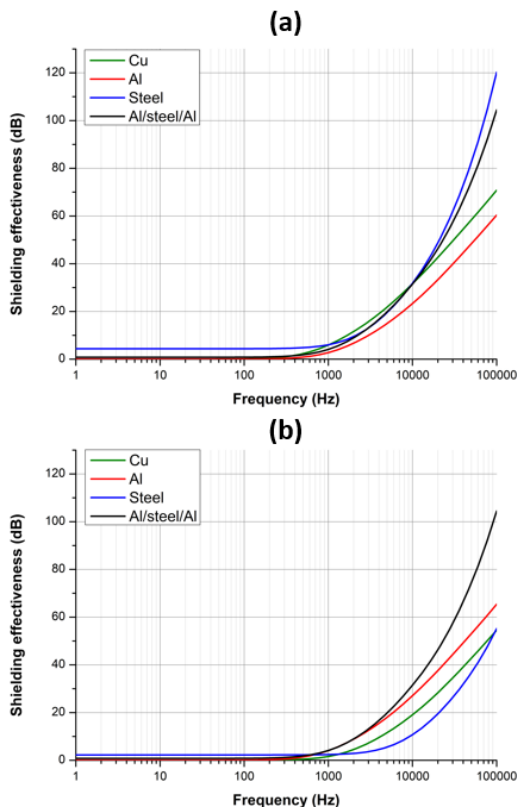 (a)
Cu
Al
Steel
Al/steel/Al
Shielding effectiveness (dB)
120
100
80
60
40
20
0
1 10 100 1000 10000 100000
Frequency (Hz)
(b)
Cu
Al
Steel
Al/steel/Al
Shielding effectiveness (dB)
120
100
80
60
40
20
0
1 10 100 1000 10000 100000
Frequency (Hz)